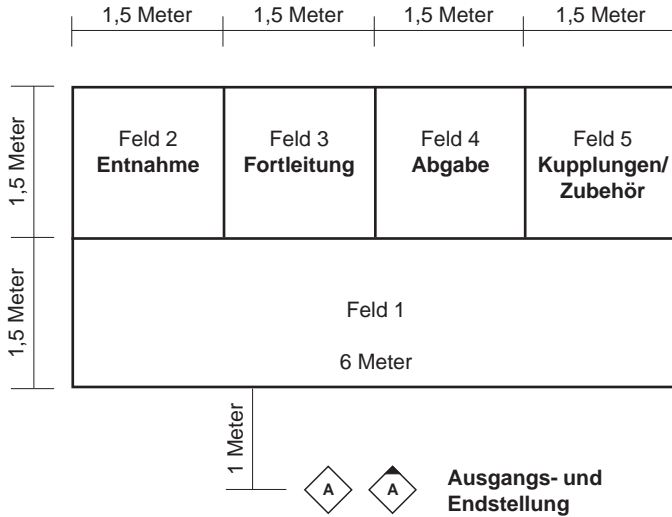 1,5 Meter 1,5 Meter 1,5 Meter 1,5 Meter
1,5 Meter
Feld 2
Entnahme
Feld 3
Fortleitung
Feld 4
Abgabe
Feld 5
Kupplungen/
Zubehör
1,5 Meter
Feld 1
6 Meter
1 Meter
A A
Ausgangs- und
Endstellung